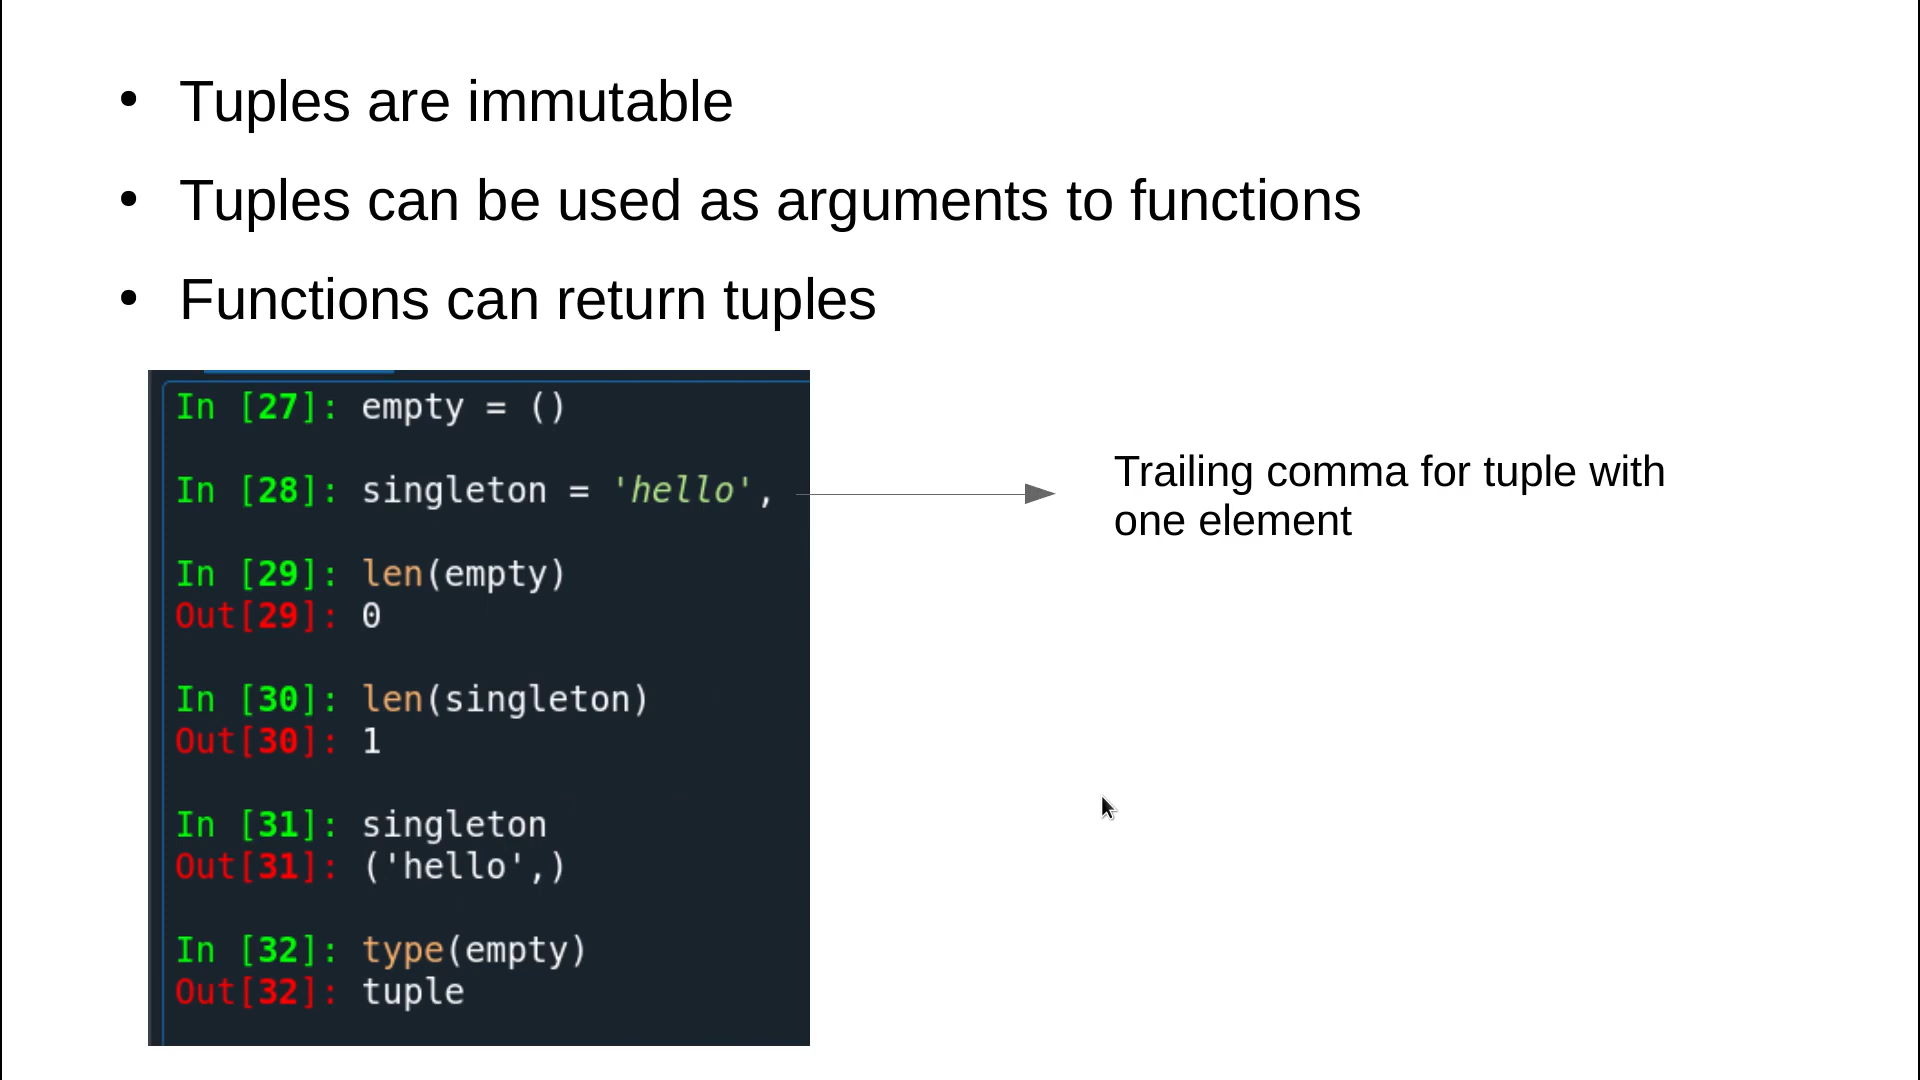 • Tuples are immutable
• Tuples can be used as arguments to functions
• Functions can return tuples
In [27]: empty = ()
In [28]: singleton = 'hello',
Trailing comma for tuple with
one element
In [29]: len(empty)
Out[29]: 0
In [30]: len(singleton)
Out[30]: 1
In [31]: singleton
Out[31]: ('hello',)
In [32]: type(empty)
Out[32]: tuple